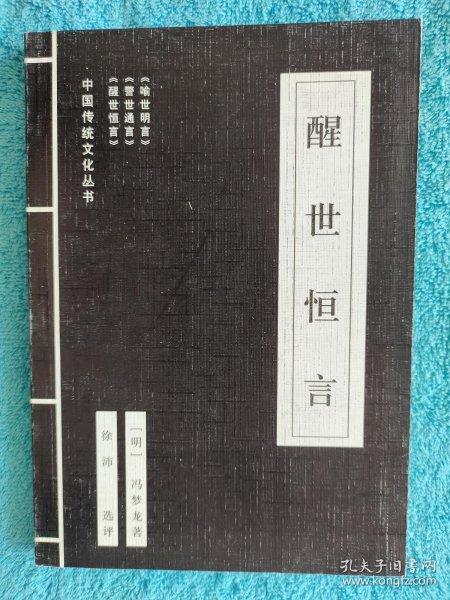 醒世恒言
《喻世明言》
《警世通言》
《醒世恒言》
中国传统文化丛书
［明］ 冯梦龙著
徐沛 选评
孔夫子旧书网
www.kongfz.com